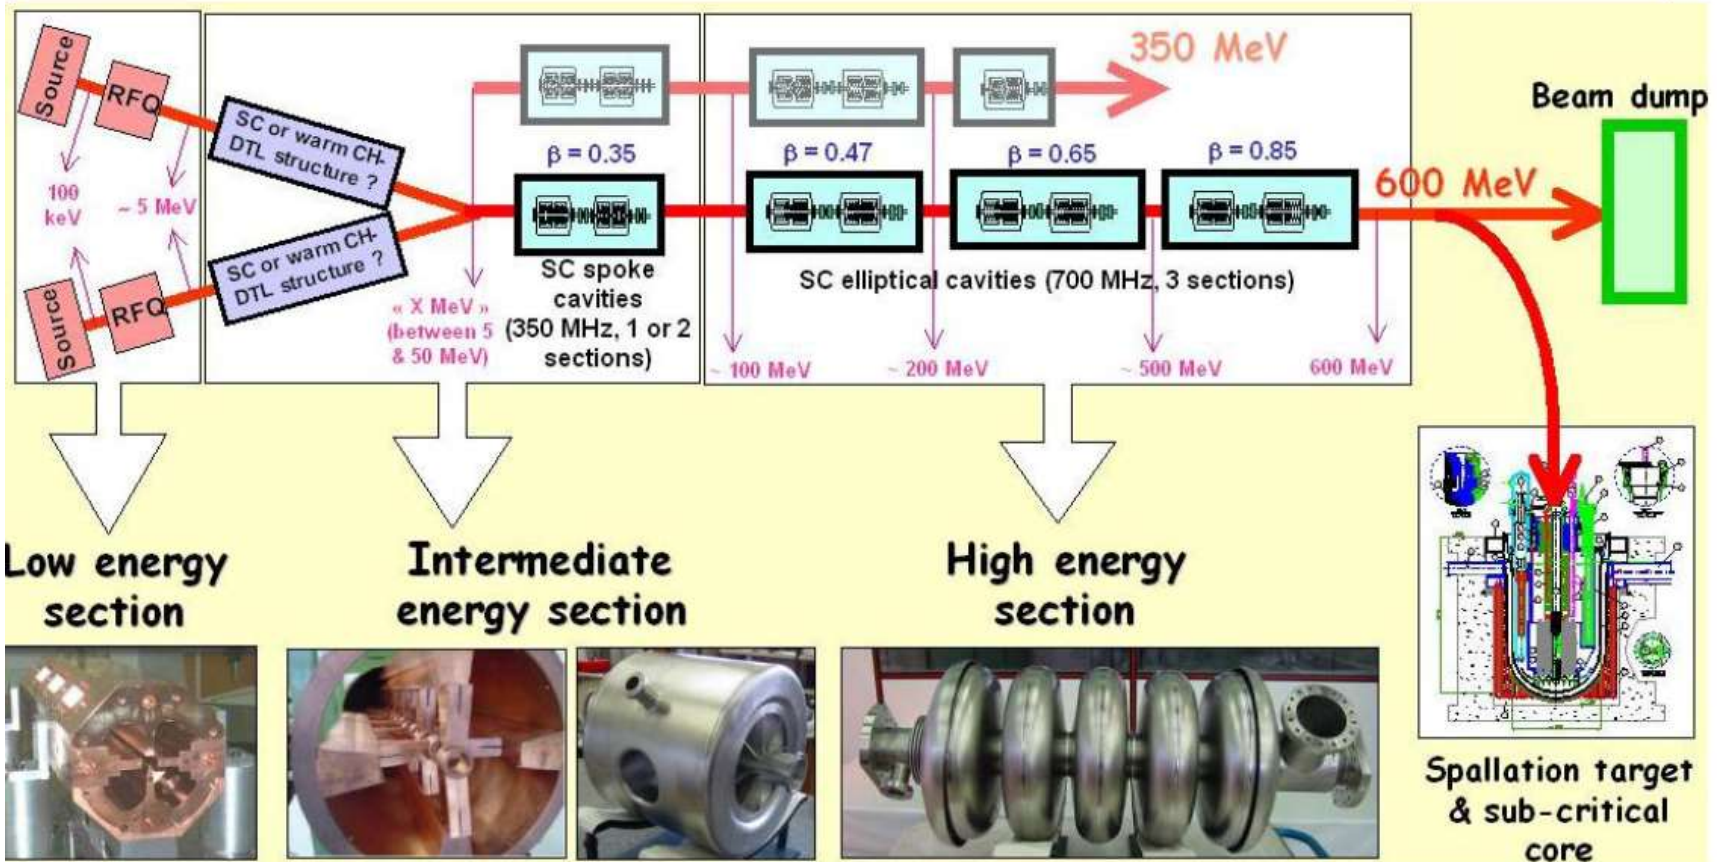 Source
RFQ
SC or warm CH-
DTL structure ?
100
keV
~ 5 MeV
Source
RFQ
SC or warm CH-
DTL structure ?
« X MeV »
(between 5
& 50 MeV)
β = 0.35
SC spoke
cavities
(350 MHz, 1 or 2
sections)
350 MeV
β = 0.47
β = 0.65
β = 0.85
SC elliptical cavities (700 MHz, 3 sections)
~ 100 MeV
~ 200 MeV
~ 500 MeV
600 MeV
600 MeV
Beam dump
Low energy
section
Intermediate
energy section
High energy
section
Spallation target
& sub-critical
core